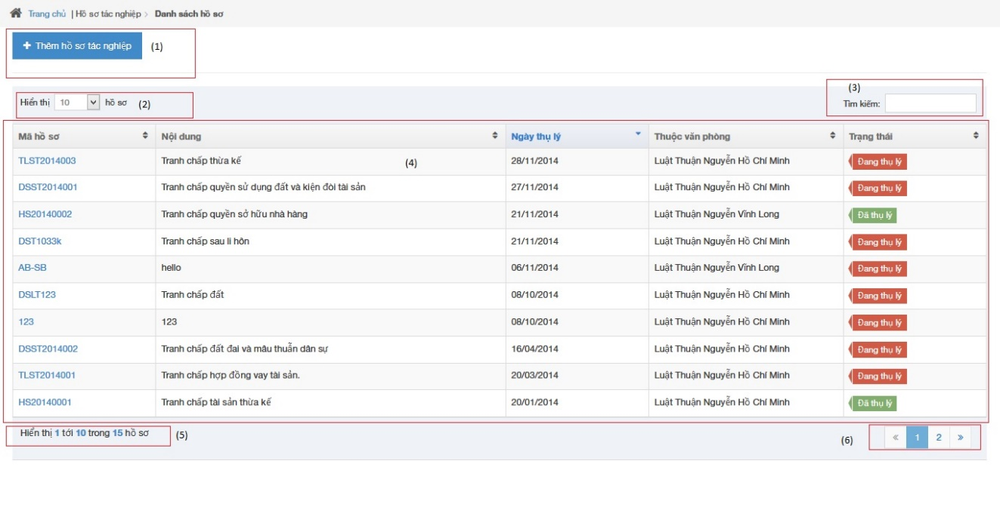 Trang chủ | Hồ sơ tác nghiệp > Danh sách hồ sơ
+ Thêm hồ sơ tác nghiệp (1)
Hiển thị 10 hồ sơ (2)
(3)
Tìm kiếm:
Mã hồ sơ Nội dung Ngày thụ lý Thuộc văn phòng Trạng thái
TLST2014003 Tranh chấp thừa kế (4) 28/11/2014 Luật Thuận Nguyễn Hồ Chí Minh Đang thụ lý
DSST2014001 Tranh chấp quyền sử dụng đất và kiện đòi tài sản 27/11/2014 Luật Thuận Nguyễn Hồ Chí Minh Đang thụ lý
HS20140002 Tranh chấp quyền sở hữu nhà hàng 21/11/2014 Luật Thuận Nguyễn Vĩnh Long Đã thụ lý
DST1033k Tranh chấp sau li hôn 21/11/2014 Luật Thuận Nguyễn Hồ Chí Minh Đang thụ lý
AB-SB hello 06/11/2014 Luật Thuận Nguyễn Vĩnh Long Đang thụ lý
DSLT123 Tranh chấp đất 08/10/2014 Luật Thuận Nguyễn Hồ Chí Minh Đang thụ lý
123 123 08/10/2014 Luật Thuận Nguyễn Hồ Chí Minh Đang thụ lý
DSST2014002 Tranh chấp đất đai và mâu thuẫn dân sự 16/04/2014 Luật Thuận Nguyễn Hồ Chí Minh Đang thụ lý
TLST2014001 Tranh chấp hợp đồng vay tài sản. 20/03/2014 Luật Thuận Nguyễn Hồ Chí Minh Đang thụ lý
HS20140001 Tranh chấp tài sản thừa kế 20/01/2014 Luật Thuận Nguyễn Hồ Chí Minh Đã thụ lý
Hiển thị 1 tới 10 trong 15 hồ sơ (5) (6) « 1 2 »